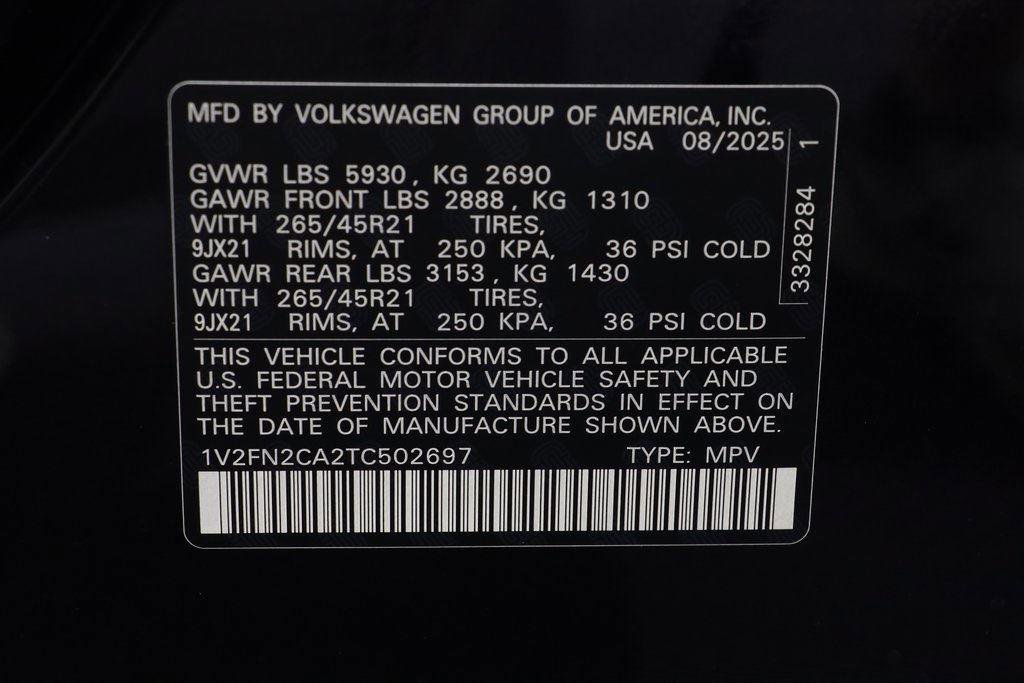 MFD BY VOLKSWAGEN GROUP OF AMERICA, INC.
USA 08/2025
GVWR LBS 5930, KG 2690
GAWR FRONT LBS 2888, KG 1310
WITH 265/45R21 TIRES,
9JX21 RIMS, AT 250 KPA, 36 PSI COLD
GAWR REAR LBS 3153, KG 1430
WITH 265/45R21 TIRES,
9JX21 RIMS, AT 250 KPA, 36 PSI COLD
3328284 1
THIS VEHICLE CONFORMS TO ALL APPLICABLE
U.S. FEDERAL MOTOR VEHICLE SAFETY AND
THEFT PREVENTION STANDARDS IN EFFECT ON
THE DATE OF MANUFACTURE SHOWN ABOVE.
1V2FN2CA2TC502697 TYPE: MPV